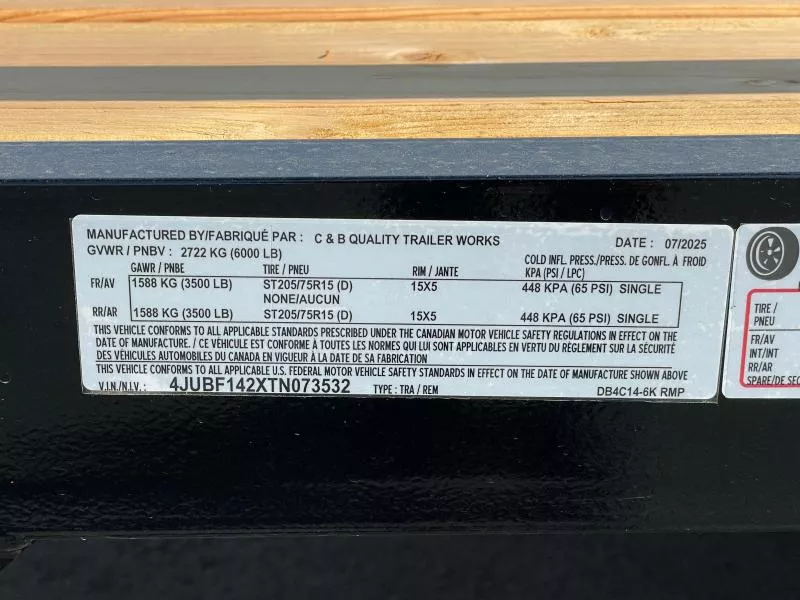 MANUFACTURED BY/FABRIQUÉ PAR : C & B QUALITY TRAILER WORKS DATE : 07/2025
GVWR / PNBV : 2722 KG (6000 LB)
GAWR / PNBE TIRE / PNEU RIM / JANTE COLD INFL. PRESS./PRESS. DE GONFL. À FROID
KPA (PSI / LPC)
FR/AV 1588 KG (3500 LB) ST205/75R15 (D) 15X5 448 KPA (65 PSI) SINGLE
NONE/AUCUN
RR/AR 1588 KG (3500 LB) ST205/75R15 (D) 15X5 448 KPA (65 PSI) SINGLE
THIS VEHICLE CONFORMS TO ALL APPLICABLE STANDARDS PRESCRIBED UNDER THE CANADIAN MOTOR VEHICLE SAFETY REGULATIONS IN EFFECT ON THE
DATE OF MANUFACTURE. / CE VÉHICULE EST CONFORME À TOUTES LES NORMES QUI LUI SONT APPLICABLES EN VERTU DU RÉGLEMENT SUR LA SÉCURITÉ
DES VÉHICULES AUTOMOBILES DU CANADA EN VIGUEUR À LA DATE DE SA FABRICATION
THIS VEHICLE CONFORMS TO ALL APPLICABLE U.S. FEDERAL MOTOR VEHICLE SAFETY STANDARDS IN EFFECT ON THE DATE OF MANUFACTURE SHOWN ABOVE.
V.I.N./N.I.V.: 4JUBF142XTN073532 TYPE : TRA / REM DB4C14-6K RMP
TIRE /
PNEU
FR/AV
INT/INT
RR/AR
SPARE/DE SEC